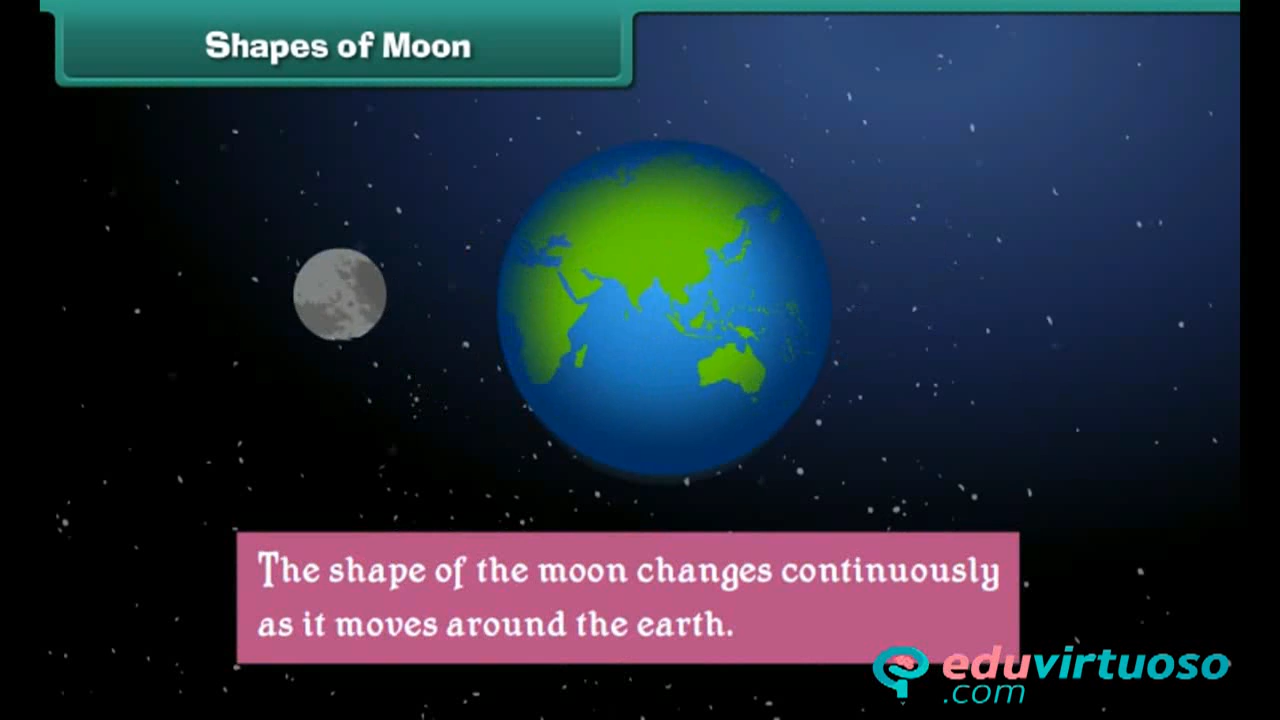 Shapes of Moon
The shape of the moon changes continuously
as it moves around the earth.
eduvirtuoso
.com